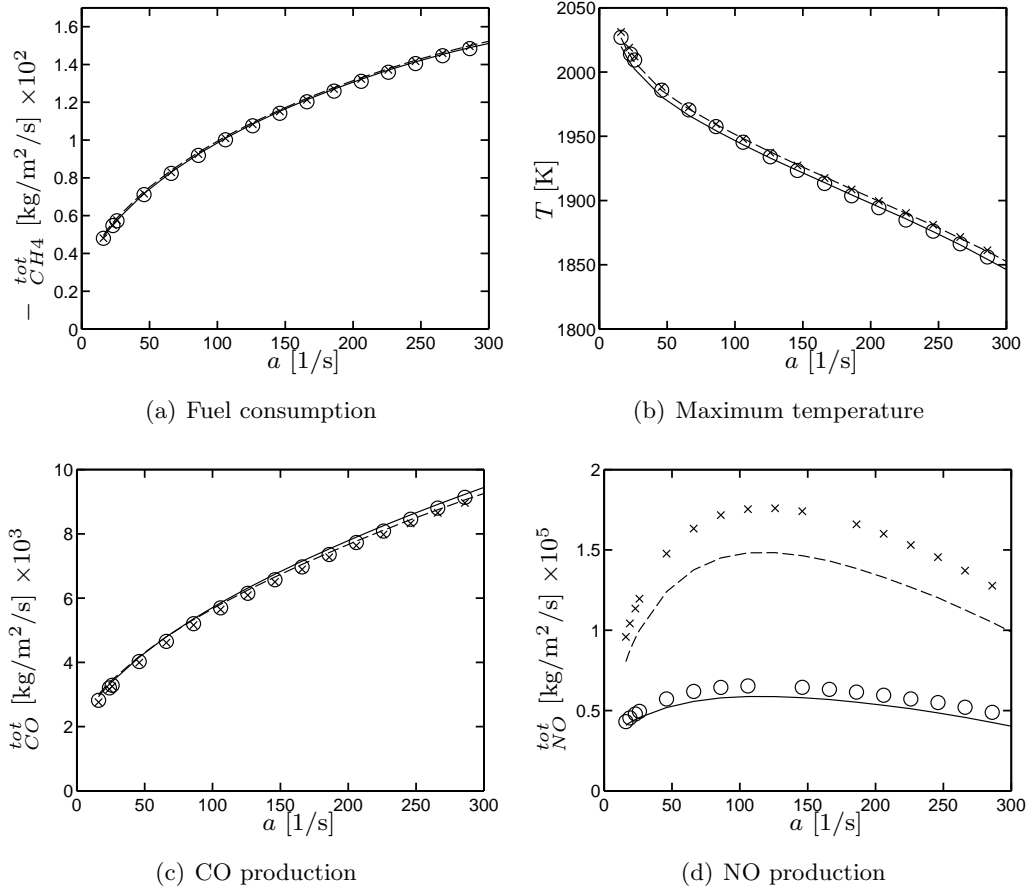 1.6
1.4
1.2
1
0.8
0.6
0.4
0.2
0
0 50 100 150 200 250 300
− tot CH4 [kg/m²/s] ×10²
a [1/s]
(a) Fuel consumption
2050
2000
1950
1900
1850
1800
0 50 100 150 200 250 300
T [K]
a [1/s]
(b) Maximum temperature
10
8
6
4
2
0
0 50 100 150 200 250 300
tot CO [kg/m²/s] ×10³
a [1/s]
(c) CO production
2
1.5
1
0.5
0
0 50 100 150 200 250 300
tot NO [kg/m²/s] ×10⁵
a [1/s]
(d) NO production